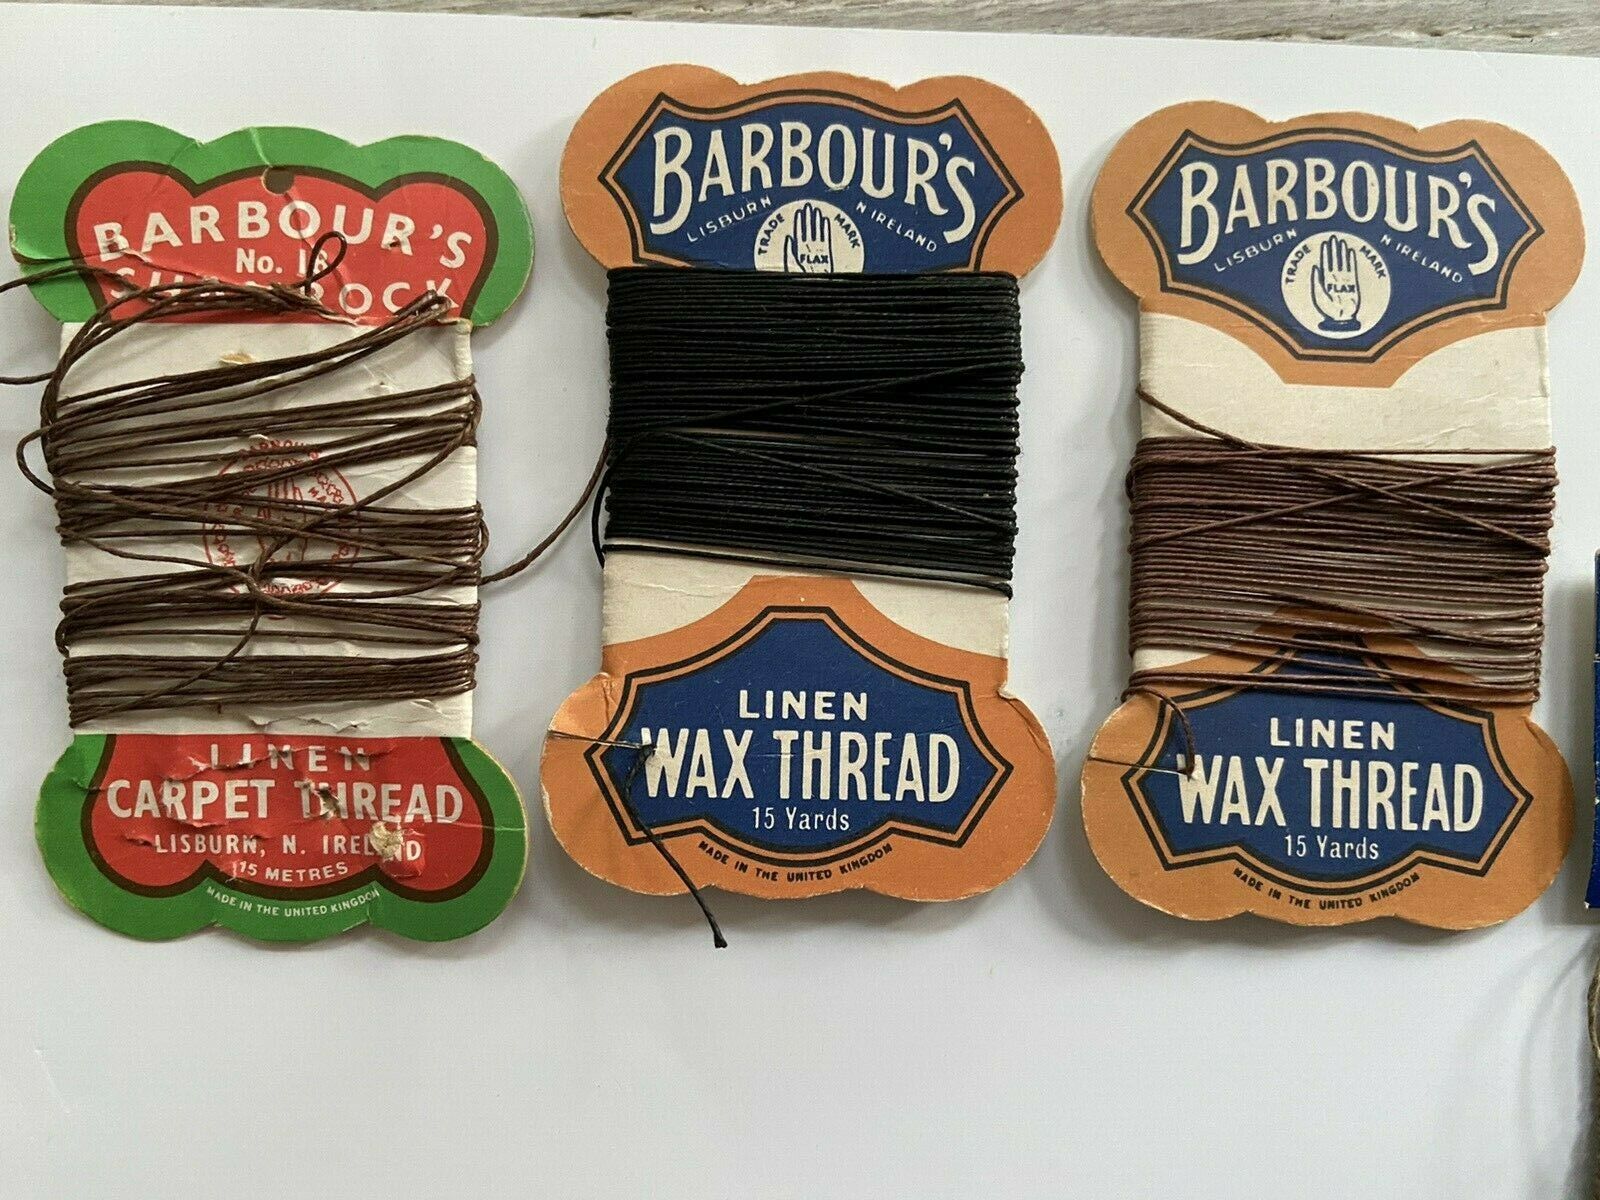 BARBOUR'S
No. 18
SHAMROCK
LINEN
CARPET THREAD
LISBURN, N. IRELAND
15 METRES
MADE IN THE UNITED KINGDOM
BARBOUR'S
LISBURN N IRELAND
TRADE MARK
FLAX
LINEN
WAX THREAD
15 Yards
MADE IN THE UNITED KINGDOM
BARBOUR'S
LISBURN N IRELAND
TRADE MARK
FLAX
LINEN
WAX THREAD
15 Yards
MADE IN THE UNITED KINGDOM